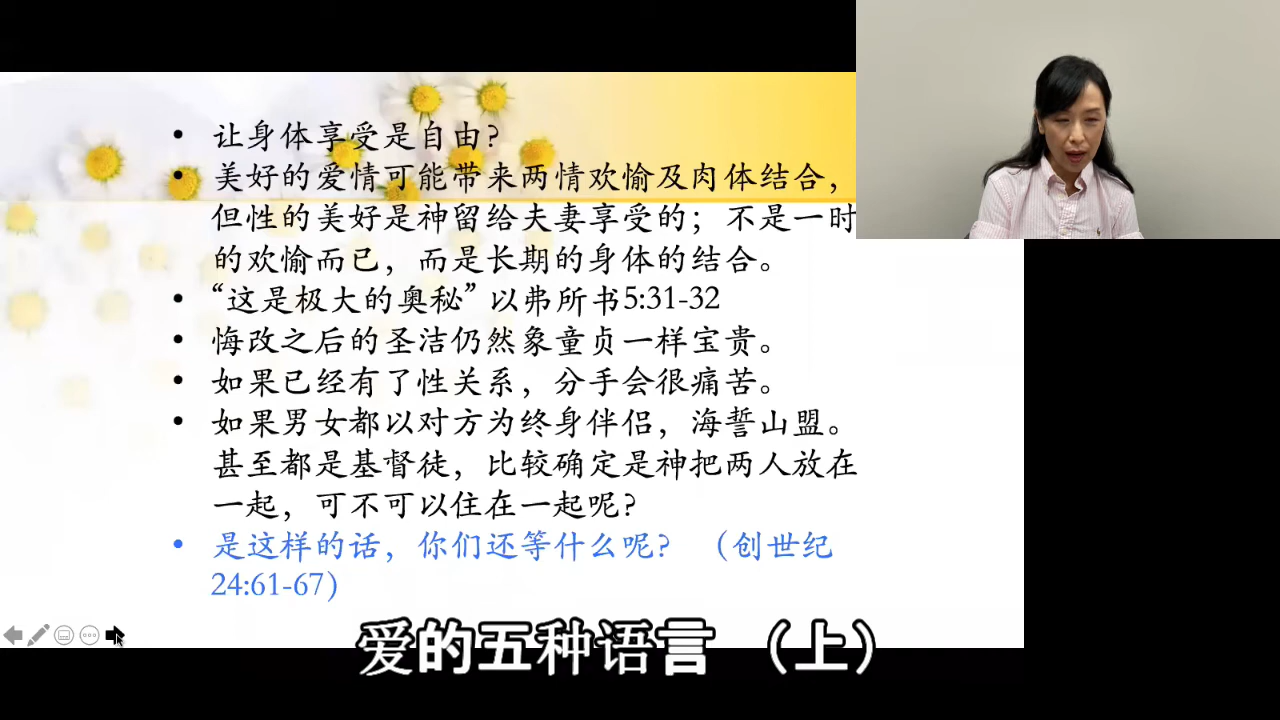 • 让身体享受是自由?
• 美好的爱情可能带来两情欢愉及肉体结合，
但性的美好是神留给夫妻享受的；不是一时
的欢愉而已，而是长期的身体的结合。
• “这是极大的奥秘” 以弗所书5:31-32
• 悔改之后的圣洁仍然象童贞一样宝贵。
• 如果已经有了性关系，分手会很痛苦。
• 如果男女都以对方为终身伴侣，海誓山盟。
甚至都是基督徒，比较确定是神把两人放在
一起，可不可以住在一起呢?
• 是这样的话，你们还等什么呢? （创世纪
24:61-67)
爱的五种语言 （上）